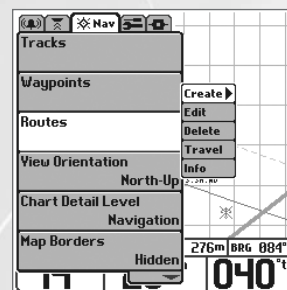 Nav
Tracks
Waypoints
Create
Routes
Edit
Delete
Travel
Info
View Orientation
North-Up
Chart Detail Level
Navigation
Map Borders
Hidden
276m BRG 084°
040°t